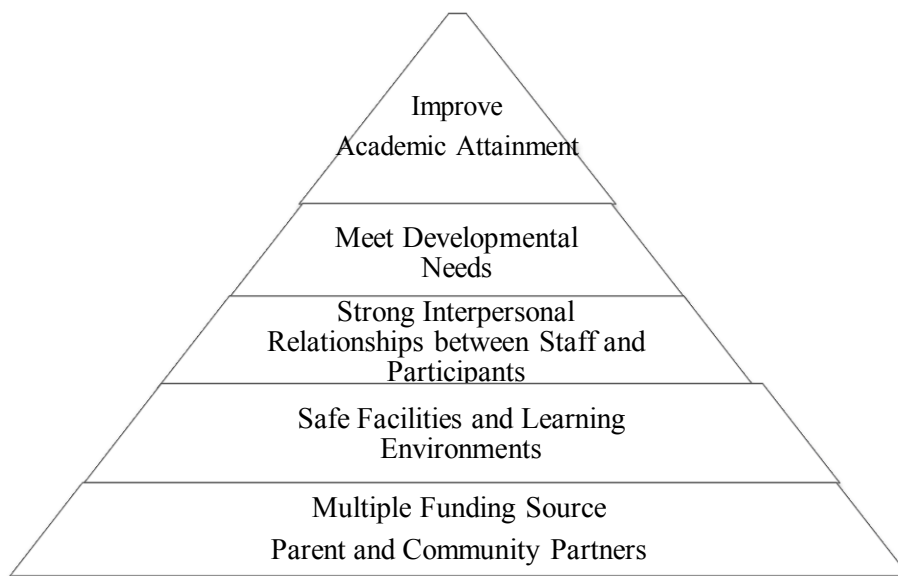 Improve
Academic Attainment
Meet Developmental
Needs
Strong Interpersonal
Relationships between Staff and
Participants
Safe Facilities and Learning
Environments
Multiple Funding Source
Parent and Community Partners